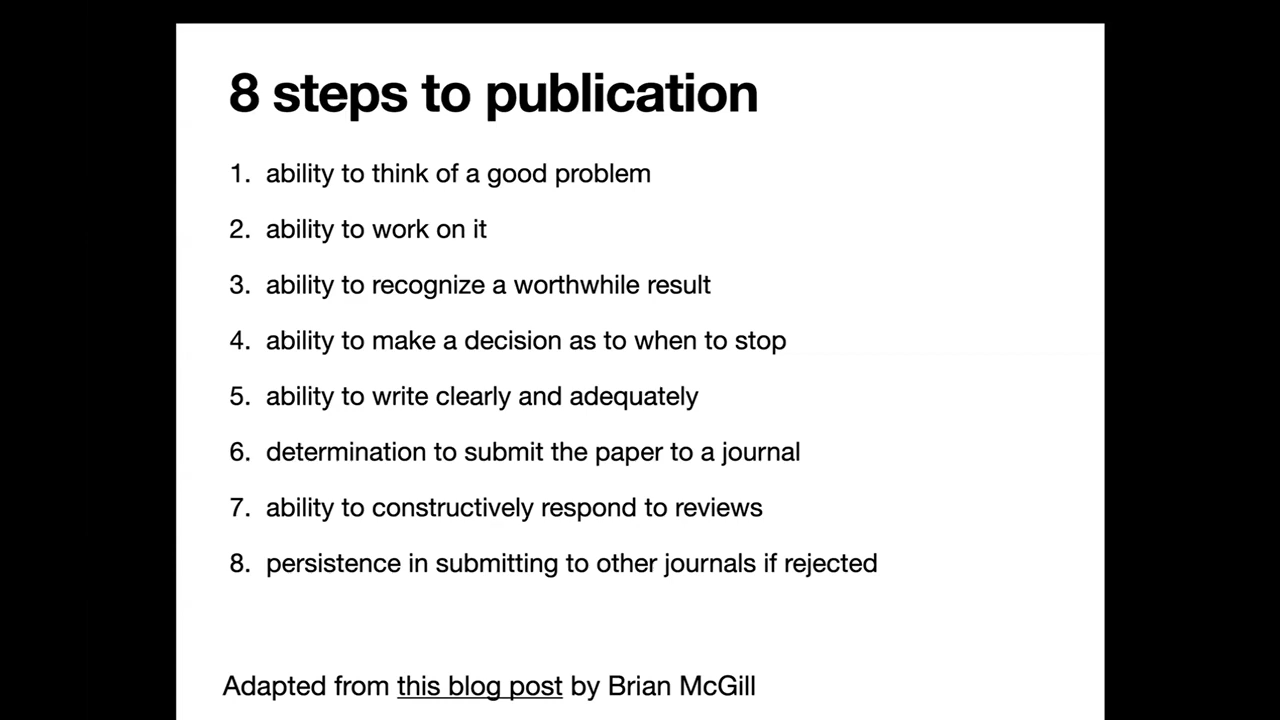 8 steps to publication
1. ability to think of a good problem
2. ability to work on it
3. ability to recognize a worthwhile result
4. ability to make a decision as to when to stop
5. ability to write clearly and adequately
6. determination to submit the paper to a journal
7. ability to constructively respond to reviews
8. persistence in submitting to other journals if rejected
Adapted from this blog post by Brian McGill